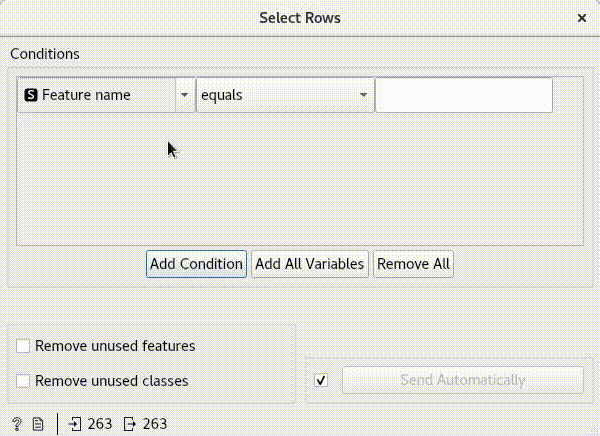 Select Rows
Conditions
S Feature name equals
Add Condition Add All Variables Remove All
Remove unused features
Remove unused classes
Send Automatically
? 263 263